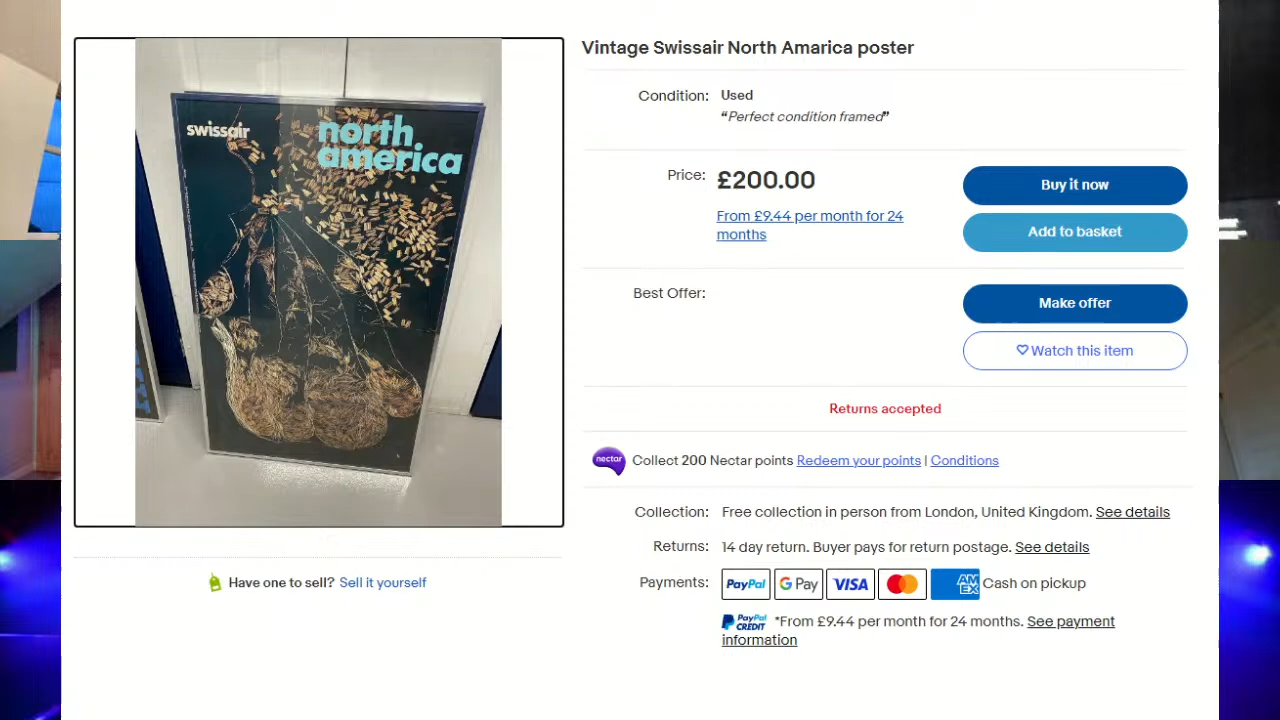 Vintage Swissair North Amarica poster
Condition:
Used
“Perfect condition framed”
Price:
£200.00
Buy it now
From £9.44 per month for 24
months
Add to basket
Best Offer:
Make offer
Watch this item
Returns accepted
nectar
Collect 200 Nectar points Redeem your points | Conditions
Collection:
Free collection in person from London, United Kingdom. See details
Returns:
14 day return. Buyer pays for return postage. See details
Payments:
PayPal
G Pay
VISA
AM
EX
Cash on pickup
PayPal
CREDIT
*From £9.44 per month for 24 months. See payment
information
swissair
north
america
Have one to sell? Sell it yourself